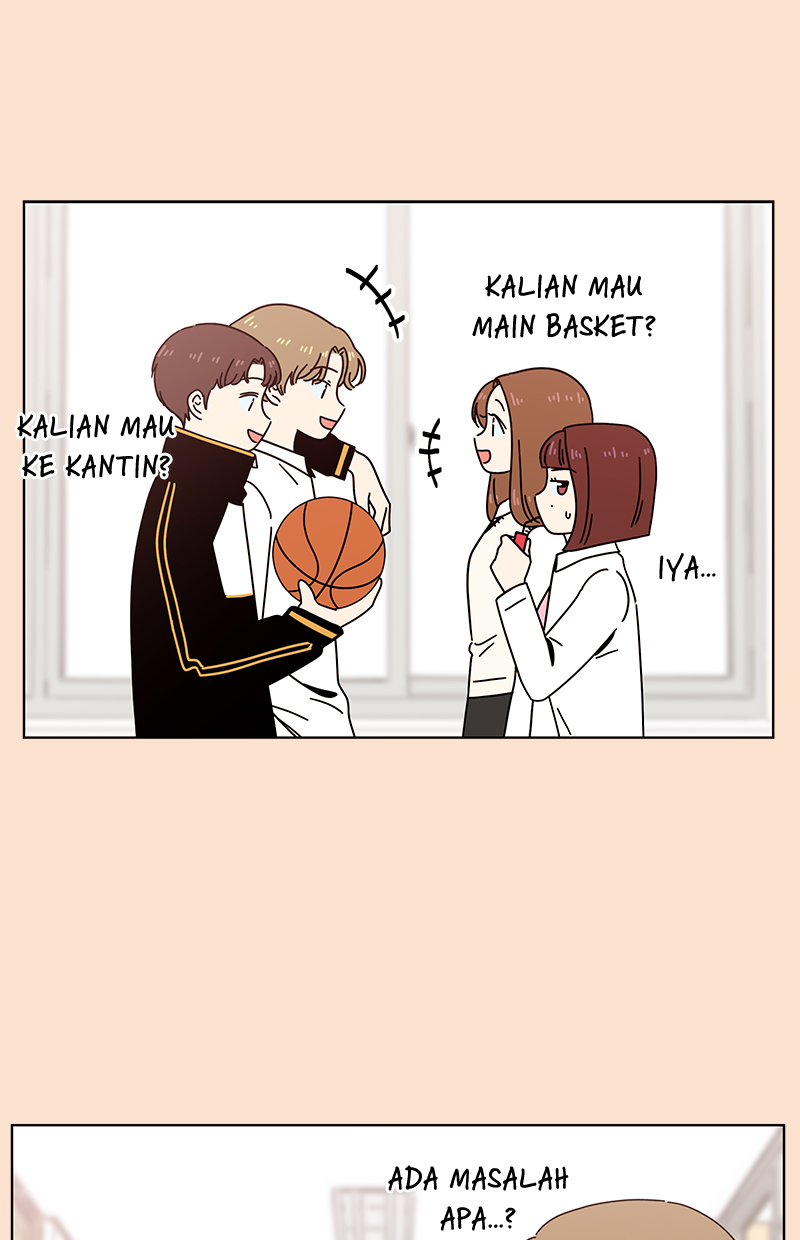 KALIAN MAU
MAIN BASKET?
KALIAN MAU
KE KANTIN?
IYA...
ADA MASALAH
APA...?